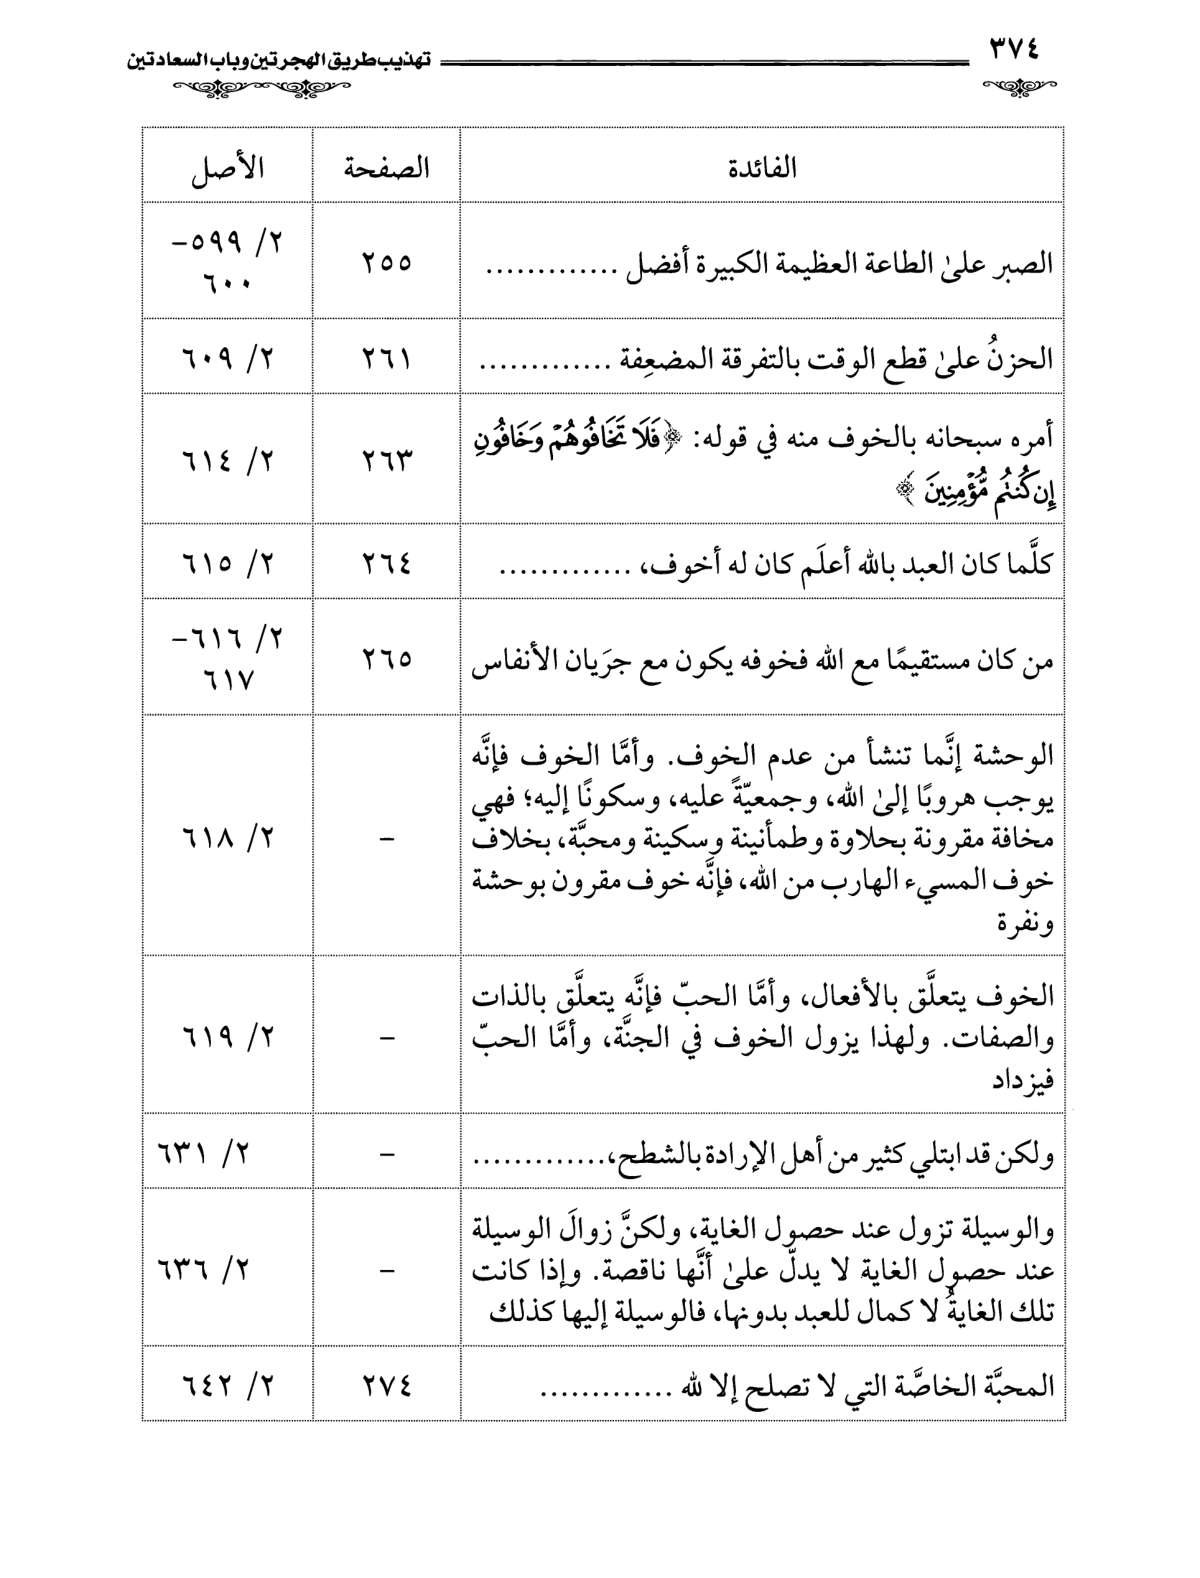 ٣٧٤
تهذيب طريق الهجرتين وباب السعادتين
الفائدة
الصفحة
الأصل
الصبر علىٰ الطاعة العظيمة الكبيرة أفضل .............
٢٥٥
٢/ ٥٩٩–
٦٠٠
الحزنُ علىٰ قطع الوقت بالتفرقة المضعِفة .............
٢٦١
٢/ ٦٠٩
أمره سبحانه بالخوف منه في قوله: ﴿فَلَا تَخَافُوهُمْ وَخَافُونِ
إِن كُنتُم مُّؤْمِنِينَ﴾
٢٦٣
٢/ ٦١٤
كلَّما كان العبد بالله أعلَم كان له أخوف، .............
٢٦٤
٢/ ٦١٥
من كان مستقيمًا مع الله فخوفه يكون مع جرَيان الأنفاس
٢٦٥
٢/ ٦١٦–
٦١٧
الوحشة إنَّما تنشأ من عدم الخوف. وأمَّا الخوف فإنَّه
يوجب هروبًا إلىٰ الله، وجمعيّةً عليه، وسكونًا إليه؛ فهي
مخافة مقرونة بحلاوة وطمأنينة وسكينة ومحبَّة، بخلاف
خوف المسيء الهارب من الله، فإنَّه خوف مقرون بوحشة
ونفرة
–
٢/ ٦١٨
الخوف يتعلَّق بالأفعال، وأمَّا الحبّ فإنَّه يتعلَّق بالذات
والصفات. ولهذا يزول الخوف في الجنَّة، وأمَّا الحبّ
فيزداد
–
٢/ ٦١٩
ولكن قد ابتلي كثير من أهل الإرادة بالشطح،.............
–
٢/ ٦٣١
والوسيلة تزول عند حصول الغاية، ولكنَّ زوالَ الوسيلة
عند حصول الغاية لا يدلّ علىٰ أنَّها ناقصة. وإذا كانت
تلك الغايةُ لا كمال للعبد بدونها، فالوسيلة إليها كذلك
–
٢/ ٦٣٦
المحبَّة الخاصَّة التي لا تصلح إلا لله .............
٢٧٤
٢/ ٦٤٢